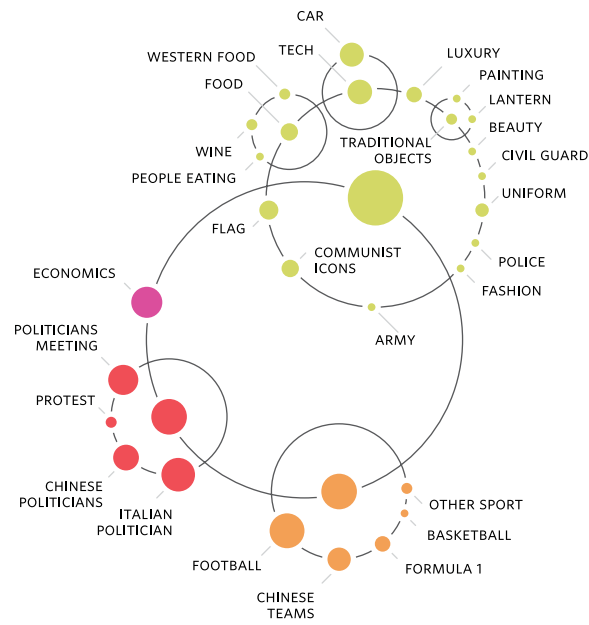 CAR
TECH
LUXURY
WESTERN FOOD
PAINTING
FOOD
LANTERN
BEAUTY
TRADITIONAL
OBJECTS
WINE
CIVIL GUARD
PEOPLE EATING
UNIFORM
FLAG
COMMUNIST
ICONS
POLICE
ECONOMICS
FASHION
POLITICIANS
MEETING
ARMY
PROTEST
CHINESE
POLITICIANS
ITALIAN
POLITICIAN
OTHER SPORT
BASKETBALL
FOOTBALL
FORMULA 1
CHINESE
TEAMS